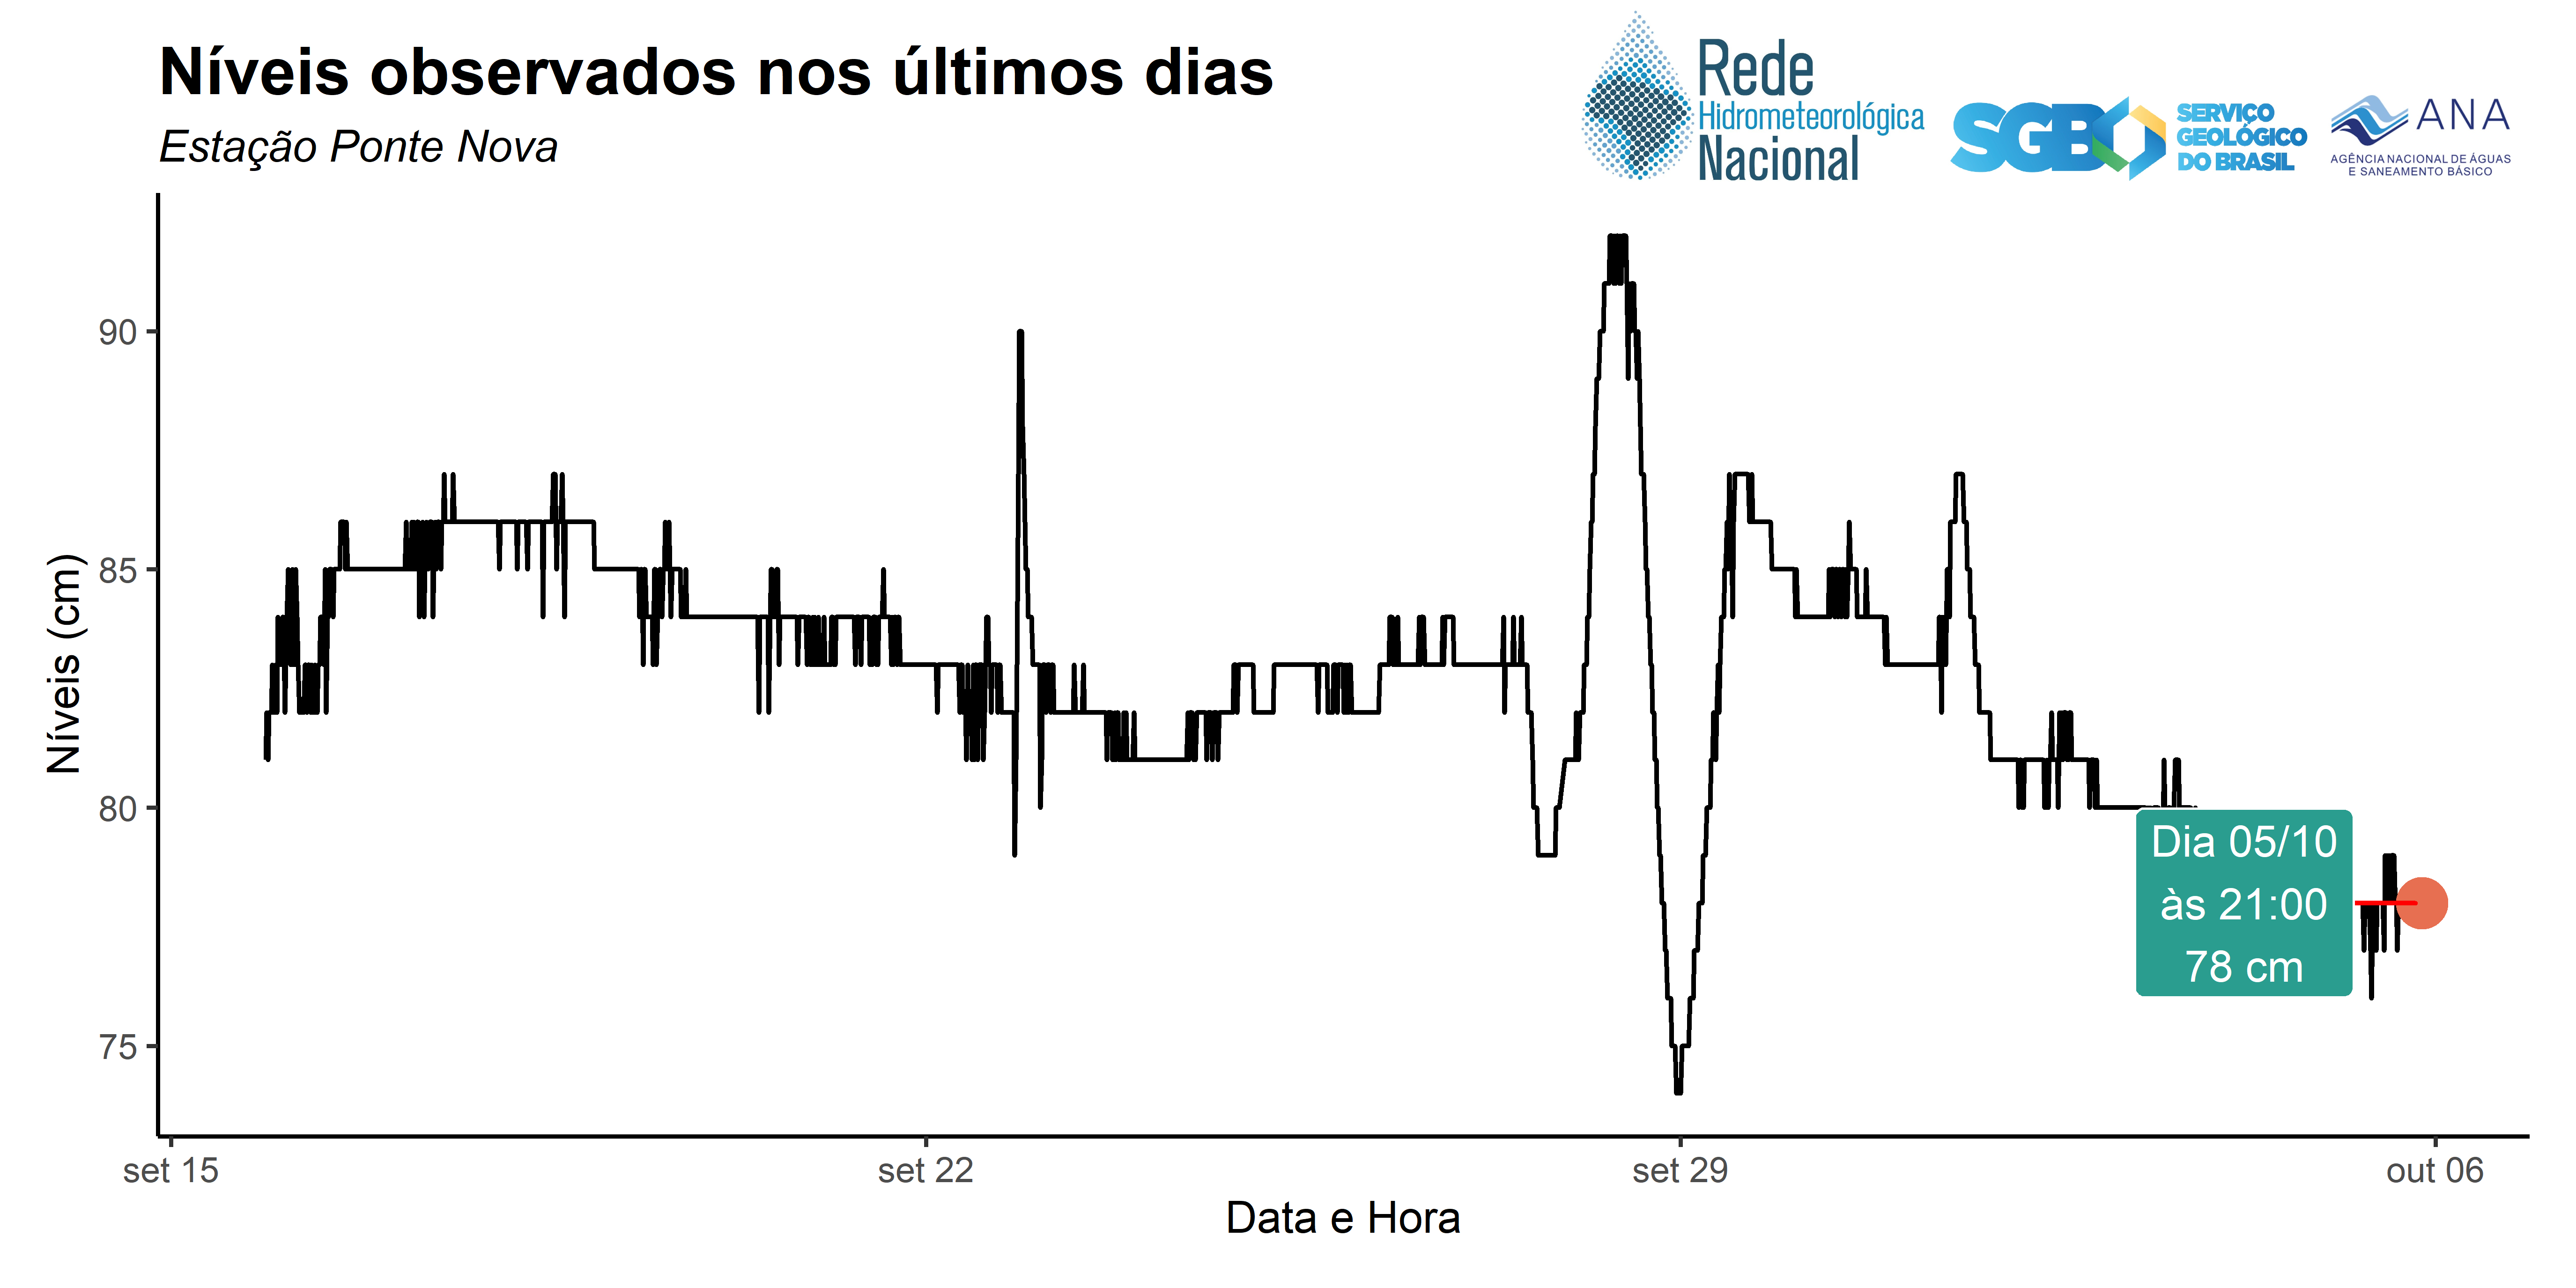 Níveis observados nos últimos dias
Estação Ponte Nova
Rede
Hidrometeorológica
Nacional
SGB
SERVIÇO
GEOLÓGICO
DO BRASIL
ANA
AGÊNCIA NACIONAL DE ÁGUAS
E SANEAMENTO BÁSICO
Níveis (cm)
90
85
80
75
Dia 05/10
às 21:00
78 cm
set 15
set 22
set 29
out 06
Data e Hora